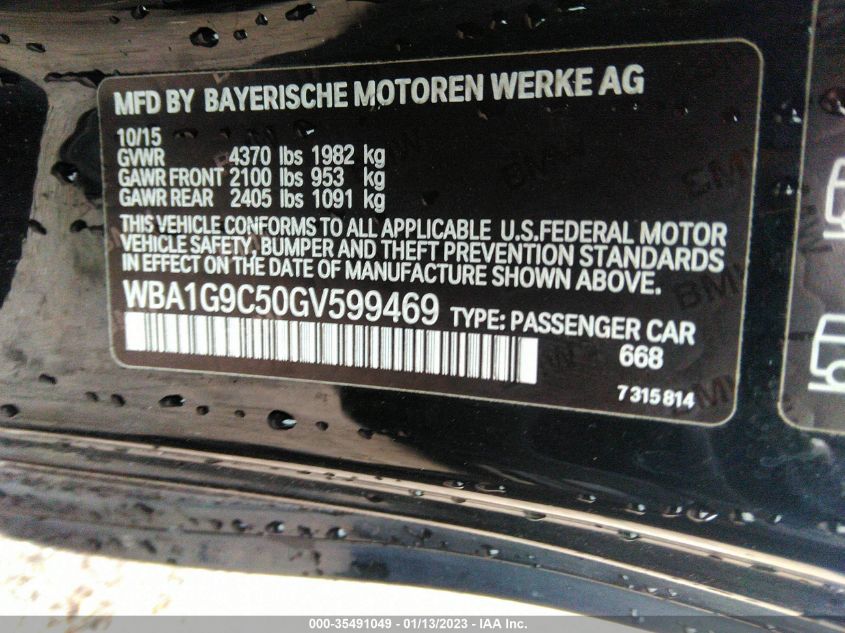 MFD BY BAYERISCHE MOTOREN WERKE AG
10/15
GVWR 4370 lbs 1982 kg
GAWR FRONT 2100 lbs 953 kg
GAWR REAR 2405 lbs 1091 kg
THIS VEHICLE CONFORMS TO ALL APPLICABLE U.S.FEDERAL MOTOR
VEHICLE SAFETY, BUMPER AND THEFT PREVENTION STANDARDS
IN EFFECT ON THE DATE OF MANUFACTURE SHOWN ABOVE.
WBA1G9C50GV599469 TYPE: PASSENGER CAR
668
7 315 814
000-35491049 - 01/13/2023 - IAA Inc.